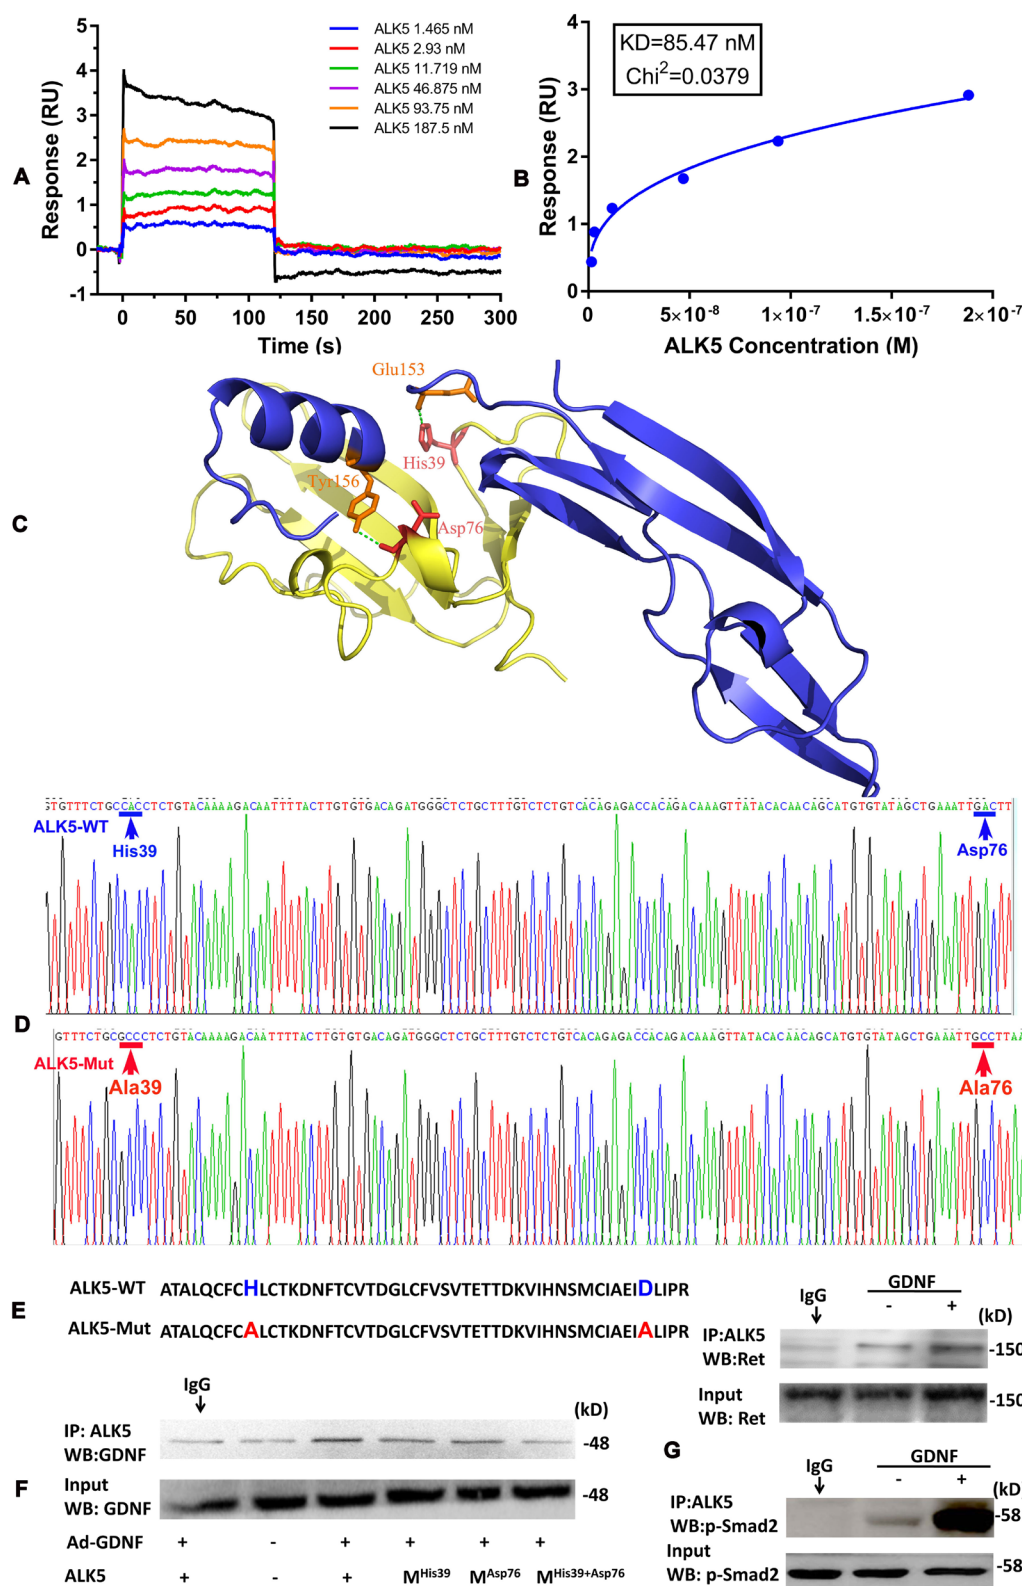 A
Response (RU)
5
4
3
2
1
0
-1
0
50
100
150
200
250
300
Time (s)
ALK5 1.465 nM
ALK5 2.93 nM
ALK5 11.719 nM
ALK5 46.875 nM
ALK5 93.75 nM
ALK5 187.5 nM
B
Response (RU)
4
3
2
1
0
KD=85.47 nM
Chi²=0.0379
0
5×10⁻⁸
1×10⁻⁷
1.5×10⁻⁷
2×10⁻⁷
ALK5 Concentration (M)
C
Glu153
His39
Tyr156
Asp76
D
GTGTTTCTGCCACCTCTGTACAAAAGACAATTTTACTTGTGTGACAGATGGGCTCTGCTTTGTCTCTGTCACAGAGACCACAGACAAAGTTATACACAACAGCATGTGTATAGCTGAAATTGACTT
ALK5-WT
His39
Asp76
GTTTCTGCGCCCTCTGTACAAAAGACAATTTTACTTGTGTGACAGATGGGCTCTGCTTTGTCTCTGTCACAGAGACCACAGACAAAGTTATACACAACAGCATGTGTATAGCTGAAATTGCCTTAA
ALK5-Mut
Ala39
Ala76
E
ALK5-WT ATALQCFCHLCTKDNFTCVTDGLCFVSVTETTDKVIHNSMCIAEIDLIPR
ALK5-Mut ATALQCFCALCTKDNFTCVTDGLCFVSVTETTDKVIHNSMCIAEIALIPR
F
IgG
(kD)
IP: ALK5
WB:GDNF
-48
Input
WB: GDNF
-48
Ad-GDNF + - + + + +
ALK5 + - + M^His39 M^Asp76 M^His39+Asp76
GDNF
IgG - +
(kD)
IP:ALK5
WB:Ret
-150
Input
WB: Ret
-150
G
GDNF
IgG - +
(kD
IP:ALK5
WB:p-Smad2
-58
Input
WB: p-Smad2
-58